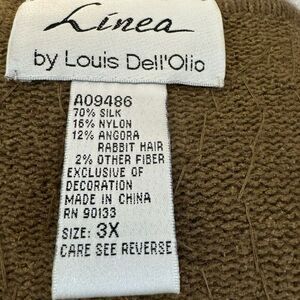 Linea
by Louis Dell'Olio
A09486
70% SILK
16% NYLON
12% ANGORA
RABBIT HAIR
2% OTHER FIBER
EXCLUSIVE OF
DECORATION
MADE IN CHINA
RN 90133
SIZE: 3X
CARE SEE REVERSE